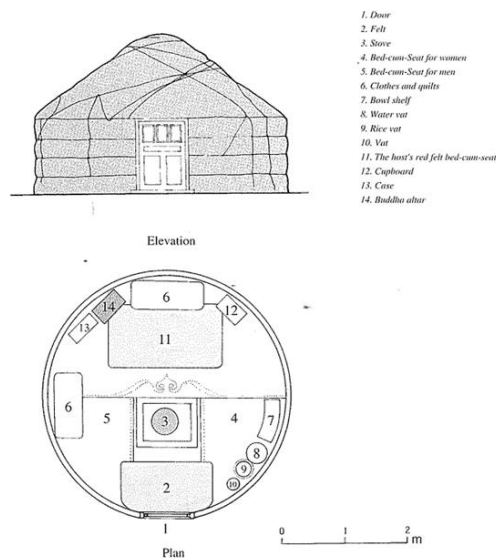 1. Door
2. Felt
3. Stove
4. Bed-cum-Seat for women
5. Bed-cum-Seat for men
6. Clothes and quilts
7. Bowl shelf
8. Water vat
9. Rice vat
10. Vat
11. The host's red felt bed-cum-seat
12. Cupboard
13. Case
14. Buddha altar
Elevation
14
6
12
13
11
6
5
3
4
7
8
9
10
2
1
Plan
0 1 2
m